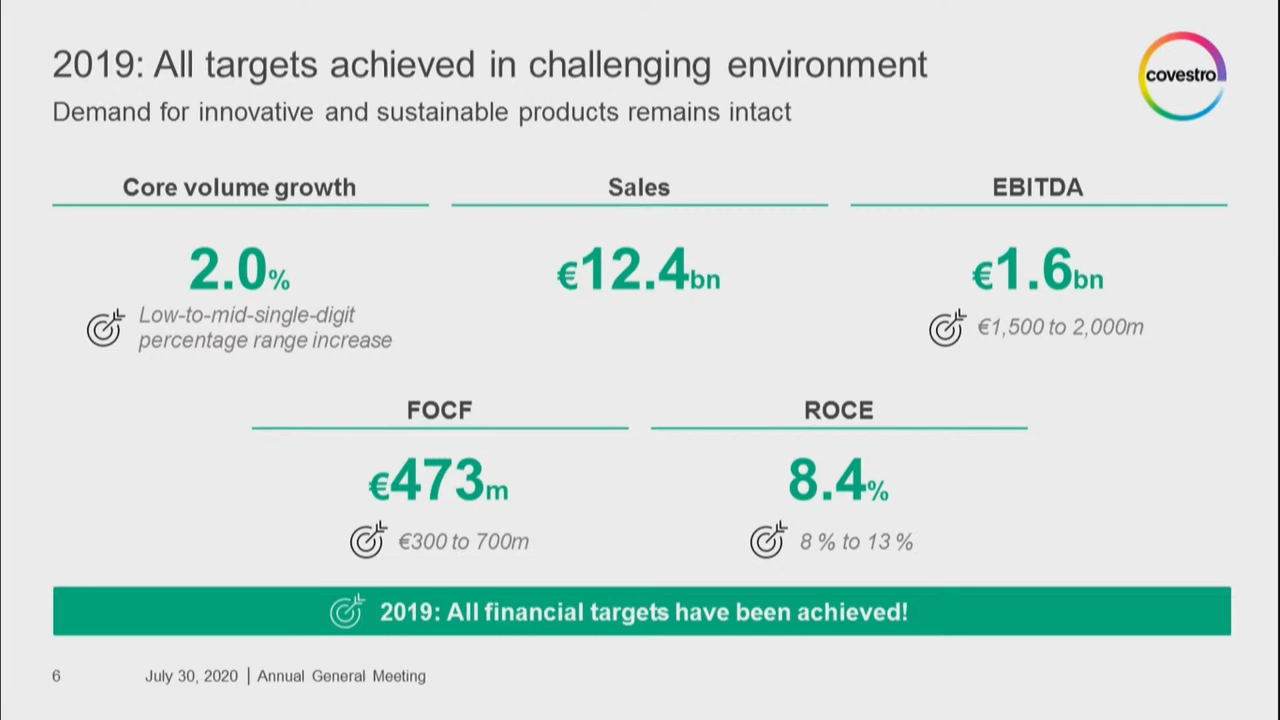 2019: All targets achieved in challenging environment
covestro
Demand for innovative and sustainable products remains intact
Core volume growth
Sales
EBITDA
2.0%
€12.4bn
€1.6bn
Low-to-mid-single-digit
percentage range increase
€1,500 to 2,000m
FOCF
ROCE
€473m
8.4%
€300 to 700m
8 % to 13 %
2019: All financial targets have been achieved!
6
July 30, 2020 | Annual General Meeting